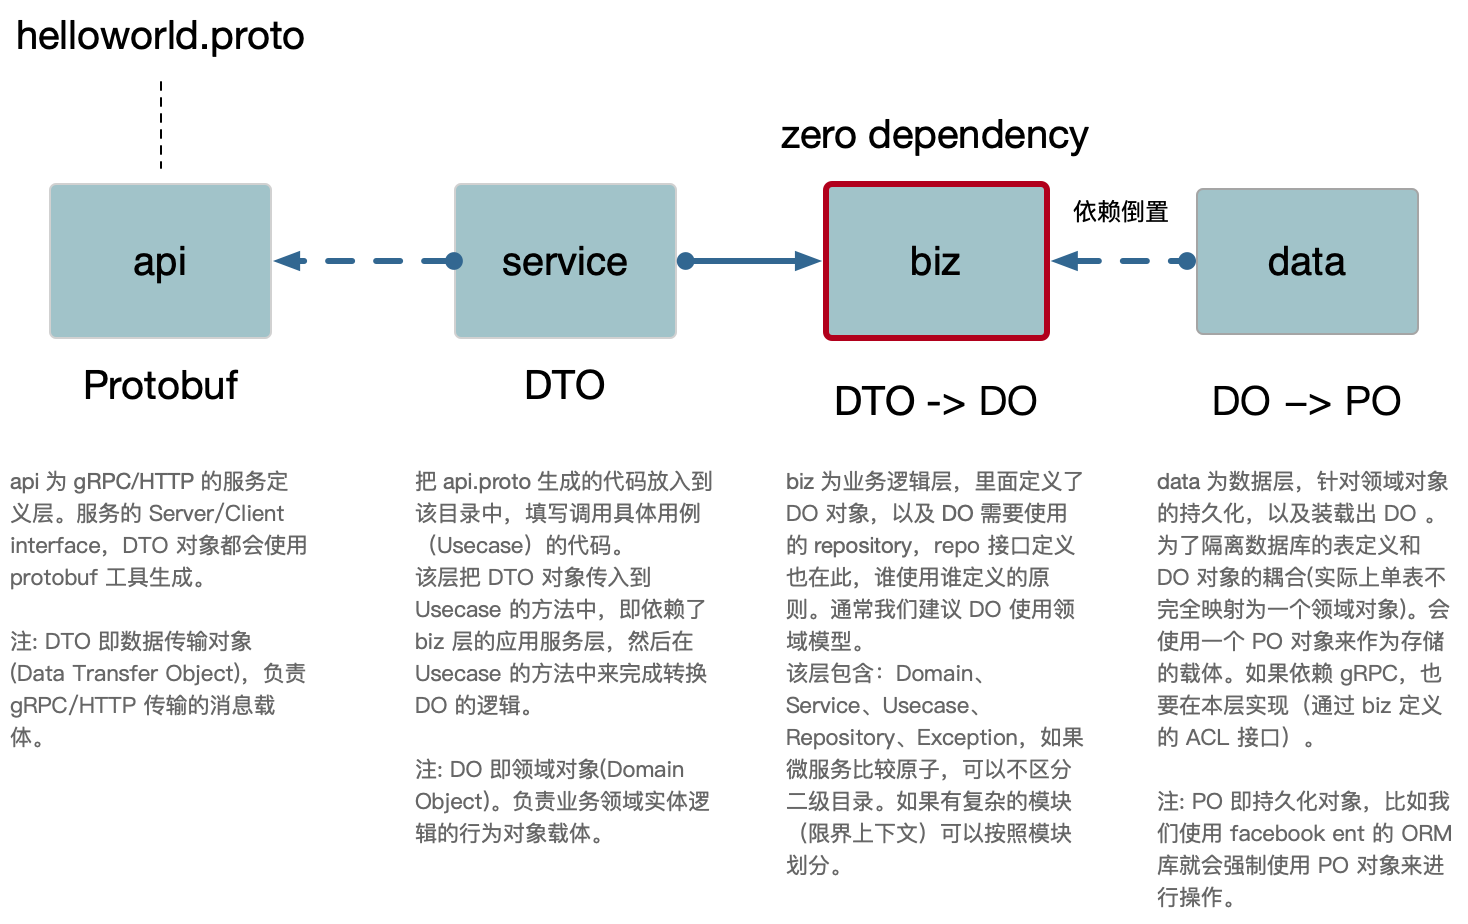 helloworld.proto
zero dependency
api
service
biz
依赖倒置
data
Protobuf
DTO
DTO -> DO
DO –> PO
api 为 gRPC/HTTP 的服务定
义层。服务的 Server/Client
interface，DTO 对象都会使用
protobuf 工具生成。
注: DTO 即数据传输对象
(Data Transfer Object)，负责
gRPC/HTTP 传输的消息载
体。
把 api.proto 生成的代码放入到
该目录中，填写调用具体用例
（Usecase）的代码。
该层把 DTO 对象传入到
Usecase 的方法中，即依赖了
biz 层的应用服务层，然后在
Usecase 的方法中来完成转换
DO 的逻辑。
注: DO 即领域对象(Domain
Object)。负责业务领域实体逻
辑的行为对象载体。
biz 为业务逻辑层，里面定义了
DO 对象，以及 DO 需要使用
的 repository，repo 接口定义
也在此，谁使用谁定义的原
则。通常我们建议 DO 使用领
域模型。
该层包含：Domain、
Service、Usecase、
Repository、Exception，如果
微服务比较原子，可以不区分
二级目录。如果有复杂的模块
（限界上下文）可以按照模块
划分。
data 为数据层，针对领域对象
的持久化，以及装载出 DO 。
为了隔离数据库的表定义和
DO 对象的耦合(实际上单表不
完全映射为一个领域对象)。会
使用一个 PO 对象来作为存储
的载体。如果依赖 gRPC，也
要在本层实现（通过 biz 定义
的 ACL 接口）。
注: PO 即持久化对象，比如我
们使用 facebook ent 的 ORM
库就会强制使用 PO 对象来进
行操作。